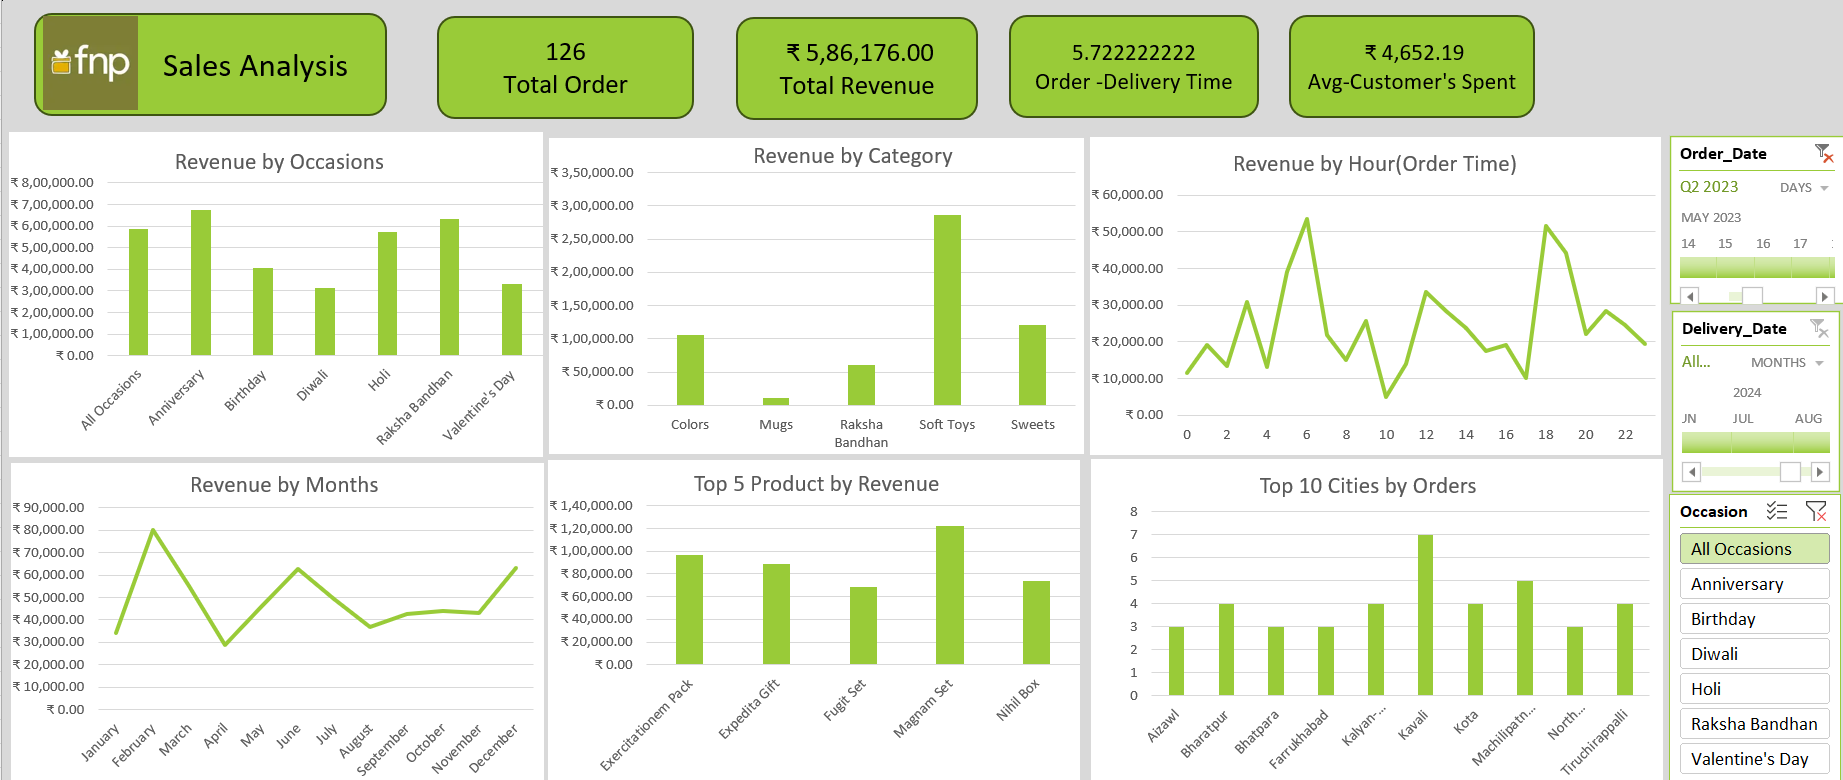 fnp
Sales Analysis
126
Total Order
₹ 5,86,176.00
Total Revenue
5.722222222
Order -Delivery Time
₹ 4,652.19
Avg-Customer's Spent
Revenue by Occasions
₹ 8,00,000.00
₹ 7,00,000.00
₹ 6,00,000.00
₹ 5,00,000.00
₹ 4,00,000.00
₹ 3,00,000.00
₹ 2,00,000.00
₹ 1,00,000.00
₹ 0.00
All Occasions
Anniversary
Birthday
Diwali
Holi
Raksha Bandhan
Valentine's Day
Revenue by Category
₹ 3,50,000.00
₹ 3,00,000.00
₹ 2,50,000.00
₹ 2,00,000.00
₹ 1,50,000.00
₹ 1,00,000.00
₹ 50,000.00
₹ 0.00
Colors
Mugs
Raksha
Bandhan
Soft Toys
Sweets
Revenue by Hour(Order Time)
₹ 60,000.00
₹ 50,000.00
₹ 40,000.00
₹ 30,000.00
₹ 20,000.00
₹ 10,000.00
₹ 0.00
0 2 4 6 8 10 12 14 16 18 20 22
Order_Date
Q2 2023 DAYS
MAY 2023
14 15 16 17
Delivery_Date
All... MONTHS
2024
JN JUL AUG
Occasion
All Occasions
Anniversary
Birthday
Diwali
Holi
Raksha Bandhan
Valentine's Day
Revenue by Months
₹ 90,000.00
₹ 80,000.00
₹ 70,000.00
₹ 60,000.00
₹ 50,000.00
₹ 40,000.00
₹ 30,000.00
₹ 20,000.00
₹ 10,000.00
₹ 0.00
January
February
March
April
May
June
July
August
September
October
November
December
Top 5 Product by Revenue
₹ 1,40,000.00
₹ 1,20,000.00
₹ 1,00,000.00
₹ 80,000.00
₹ 60,000.00
₹ 40,000.00
₹ 20,000.00
₹ 0.00
Exercitationem Pack
Expedita Gift
Fugit Set
Magnam Set
Nihil Box
Top 10 Cities by Orders
8
7
6
5
4
3
2
1
0
Aizawl
Bharatpur
Bhatpara
Farrukhabad
Kalyan-...
Kavali
Kota
Machilipatn...
North...
Tiruchirappalli